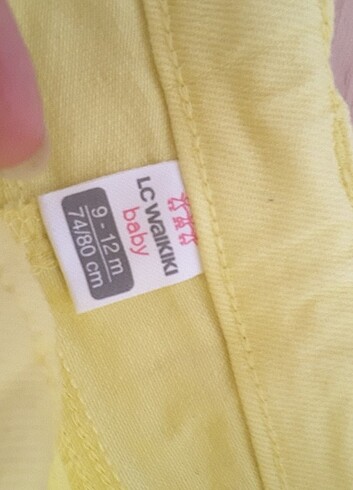 LC WAIKIKI
baby
9 - 12 m
74/80 cm